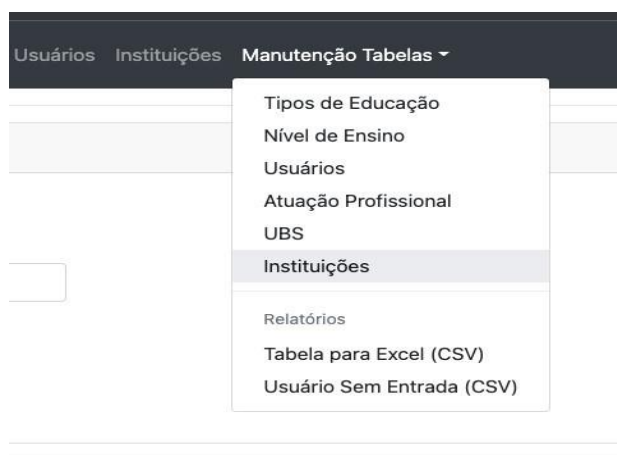 Usuários Instituições Manutenção Tabelas
Tipos de Educação
Nível de Ensino
Usuários
Atuação Profissional
UBS
Instituições
Relatórios
Tabela para Excel (CSV)
Usuário Sem Entrada (CSV)